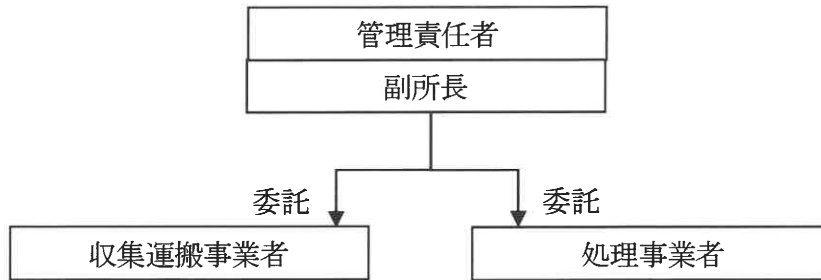 管理責任者
副所長
委託 委託
収集運搬事業者 処理事業者